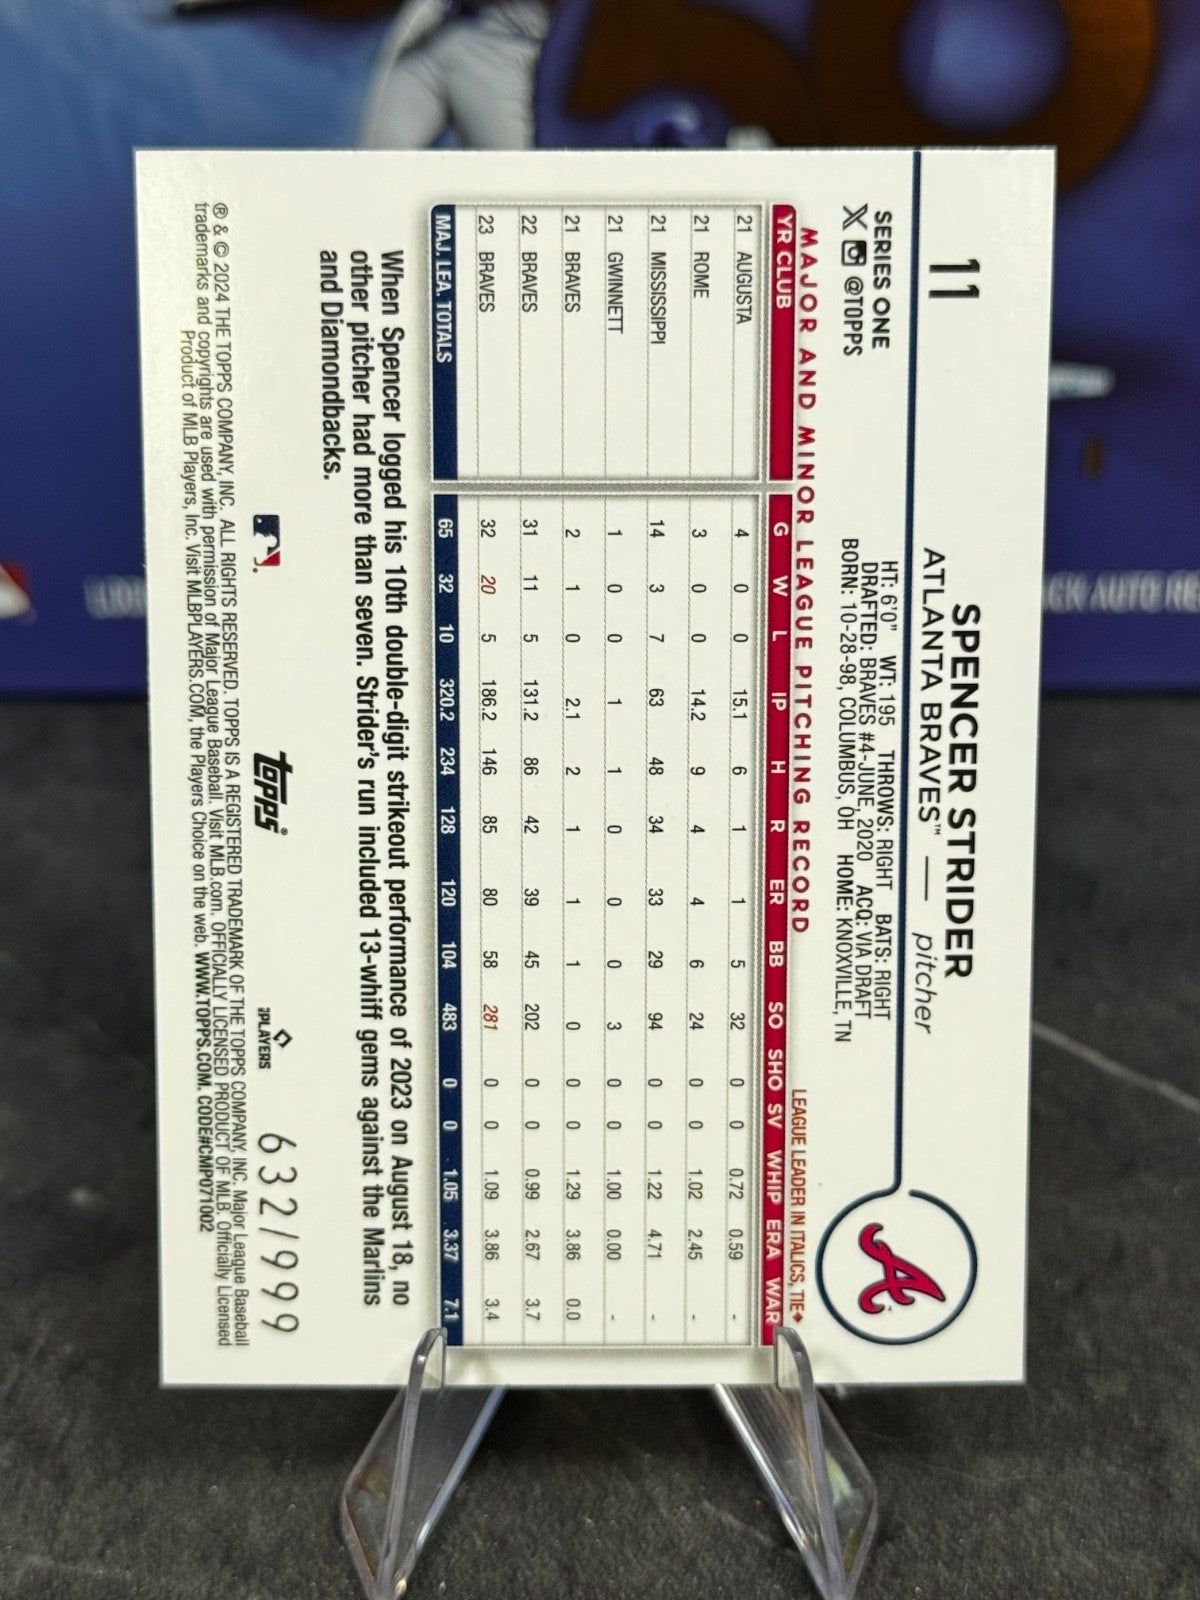 11
SPENCER STRIDER
ATLANTA BRAVES™ — pitcher
SERIES ONE
X @TOPPS
HT: 6'0" WT: 195 THROWS: RIGHT BATS: RIGHT
DRAFTED: BRAVES #4-JUNE, 2020 ACQ: VIA DRAFT
BORN: 10-28-98, COLUMBUS, OH HOME: KNOXVILLE, TN
A
MAJOR AND MINOR LEAGUE PITCHING RECORD
LEAGUE LEADER IN ITALICS, TIE♦
YR CLUB G W L IP H R ER BB SO SHO SV WHIP ERA WAR
21 AUGUSTA 4 0 0 15.1 6 1 1 5 32 0 0 0.72 0.59 -
21 ROME 3 0 0 14.2 9 4 4 6 24 0 0 1.02 2.45 -
21 MISSISSIPPI 14 3 7 63 48 34 33 29 94 0 0 1.22 4.71 -
21 GWINNETT 1 0 0 1 1 0 0 0 3 0 0 1.00 0.00 -
21 BRAVES 2 1 0 2.1 2 1 1 1 0 0 0 1.29 3.86 0.0
22 BRAVES 31 11 5 131.2 86 42 39 45 202 0 0 0.99 2.67 3.7
23 BRAVES 32 20 5 186.2 146 85 80 58 281 0 0 1.09 3.86 3.4
MAJ. LEA. TOTALS 65 32 10 320.2 234 128 120 104 483 0 0 1.05 3.37 7.1
When Spencer logged his 10th double-digit strikeout performance of 2023 on August 18, no
other pitcher had more than seven. Strider's run included 13-whiff gems against the Marlins
and Diamondbacks.
topps®
PLAYERS
632/999
® & © 2024 THE TOPPS COMPANY, INC. ALL RIGHTS RESERVED. TOPPS IS A REGISTERED TRADEMARK OF THE TOPPS COMPANY, INC. Major League Baseball
trademarks and copyrights are used with permission of Major League Baseball. Visit MLB.com. OFFICIALLY LICENSED PRODUCT OF MLB. Officially Licensed
Product of MLB Players, Inc. Visit MLBPLAYERS.COM, the Players Choice on the web. WWW.TOPPS.COM. CODE#CMP071002
AUTO